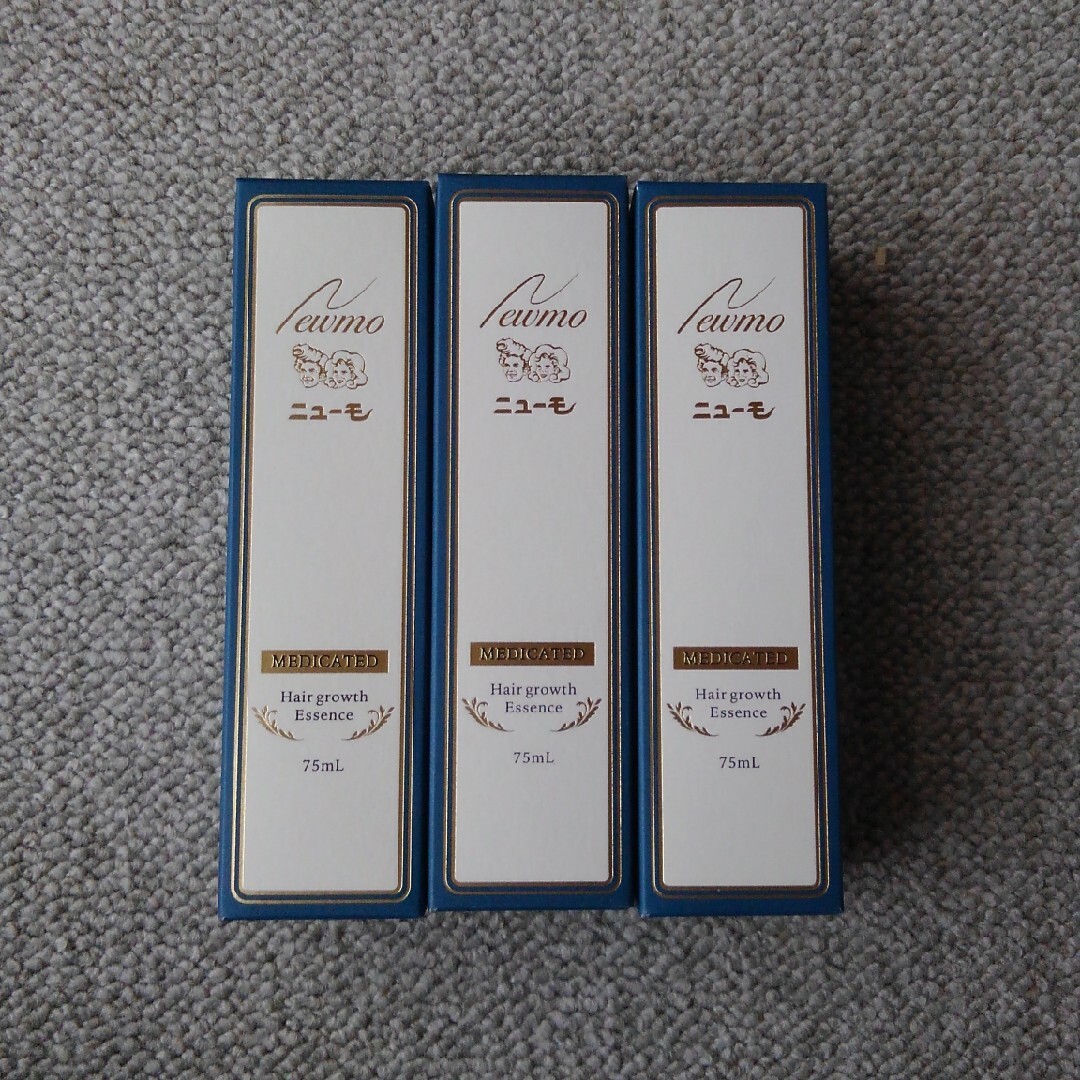 Newmo
ニューモ
MEDICATED
Hair growth
Essence
75mL
Newmo
ニューモ
MEDICATED
Hair growth
Essence
75mL
Newmo
ニューモ
MEDICATED
Hair growth
Essence
75mL